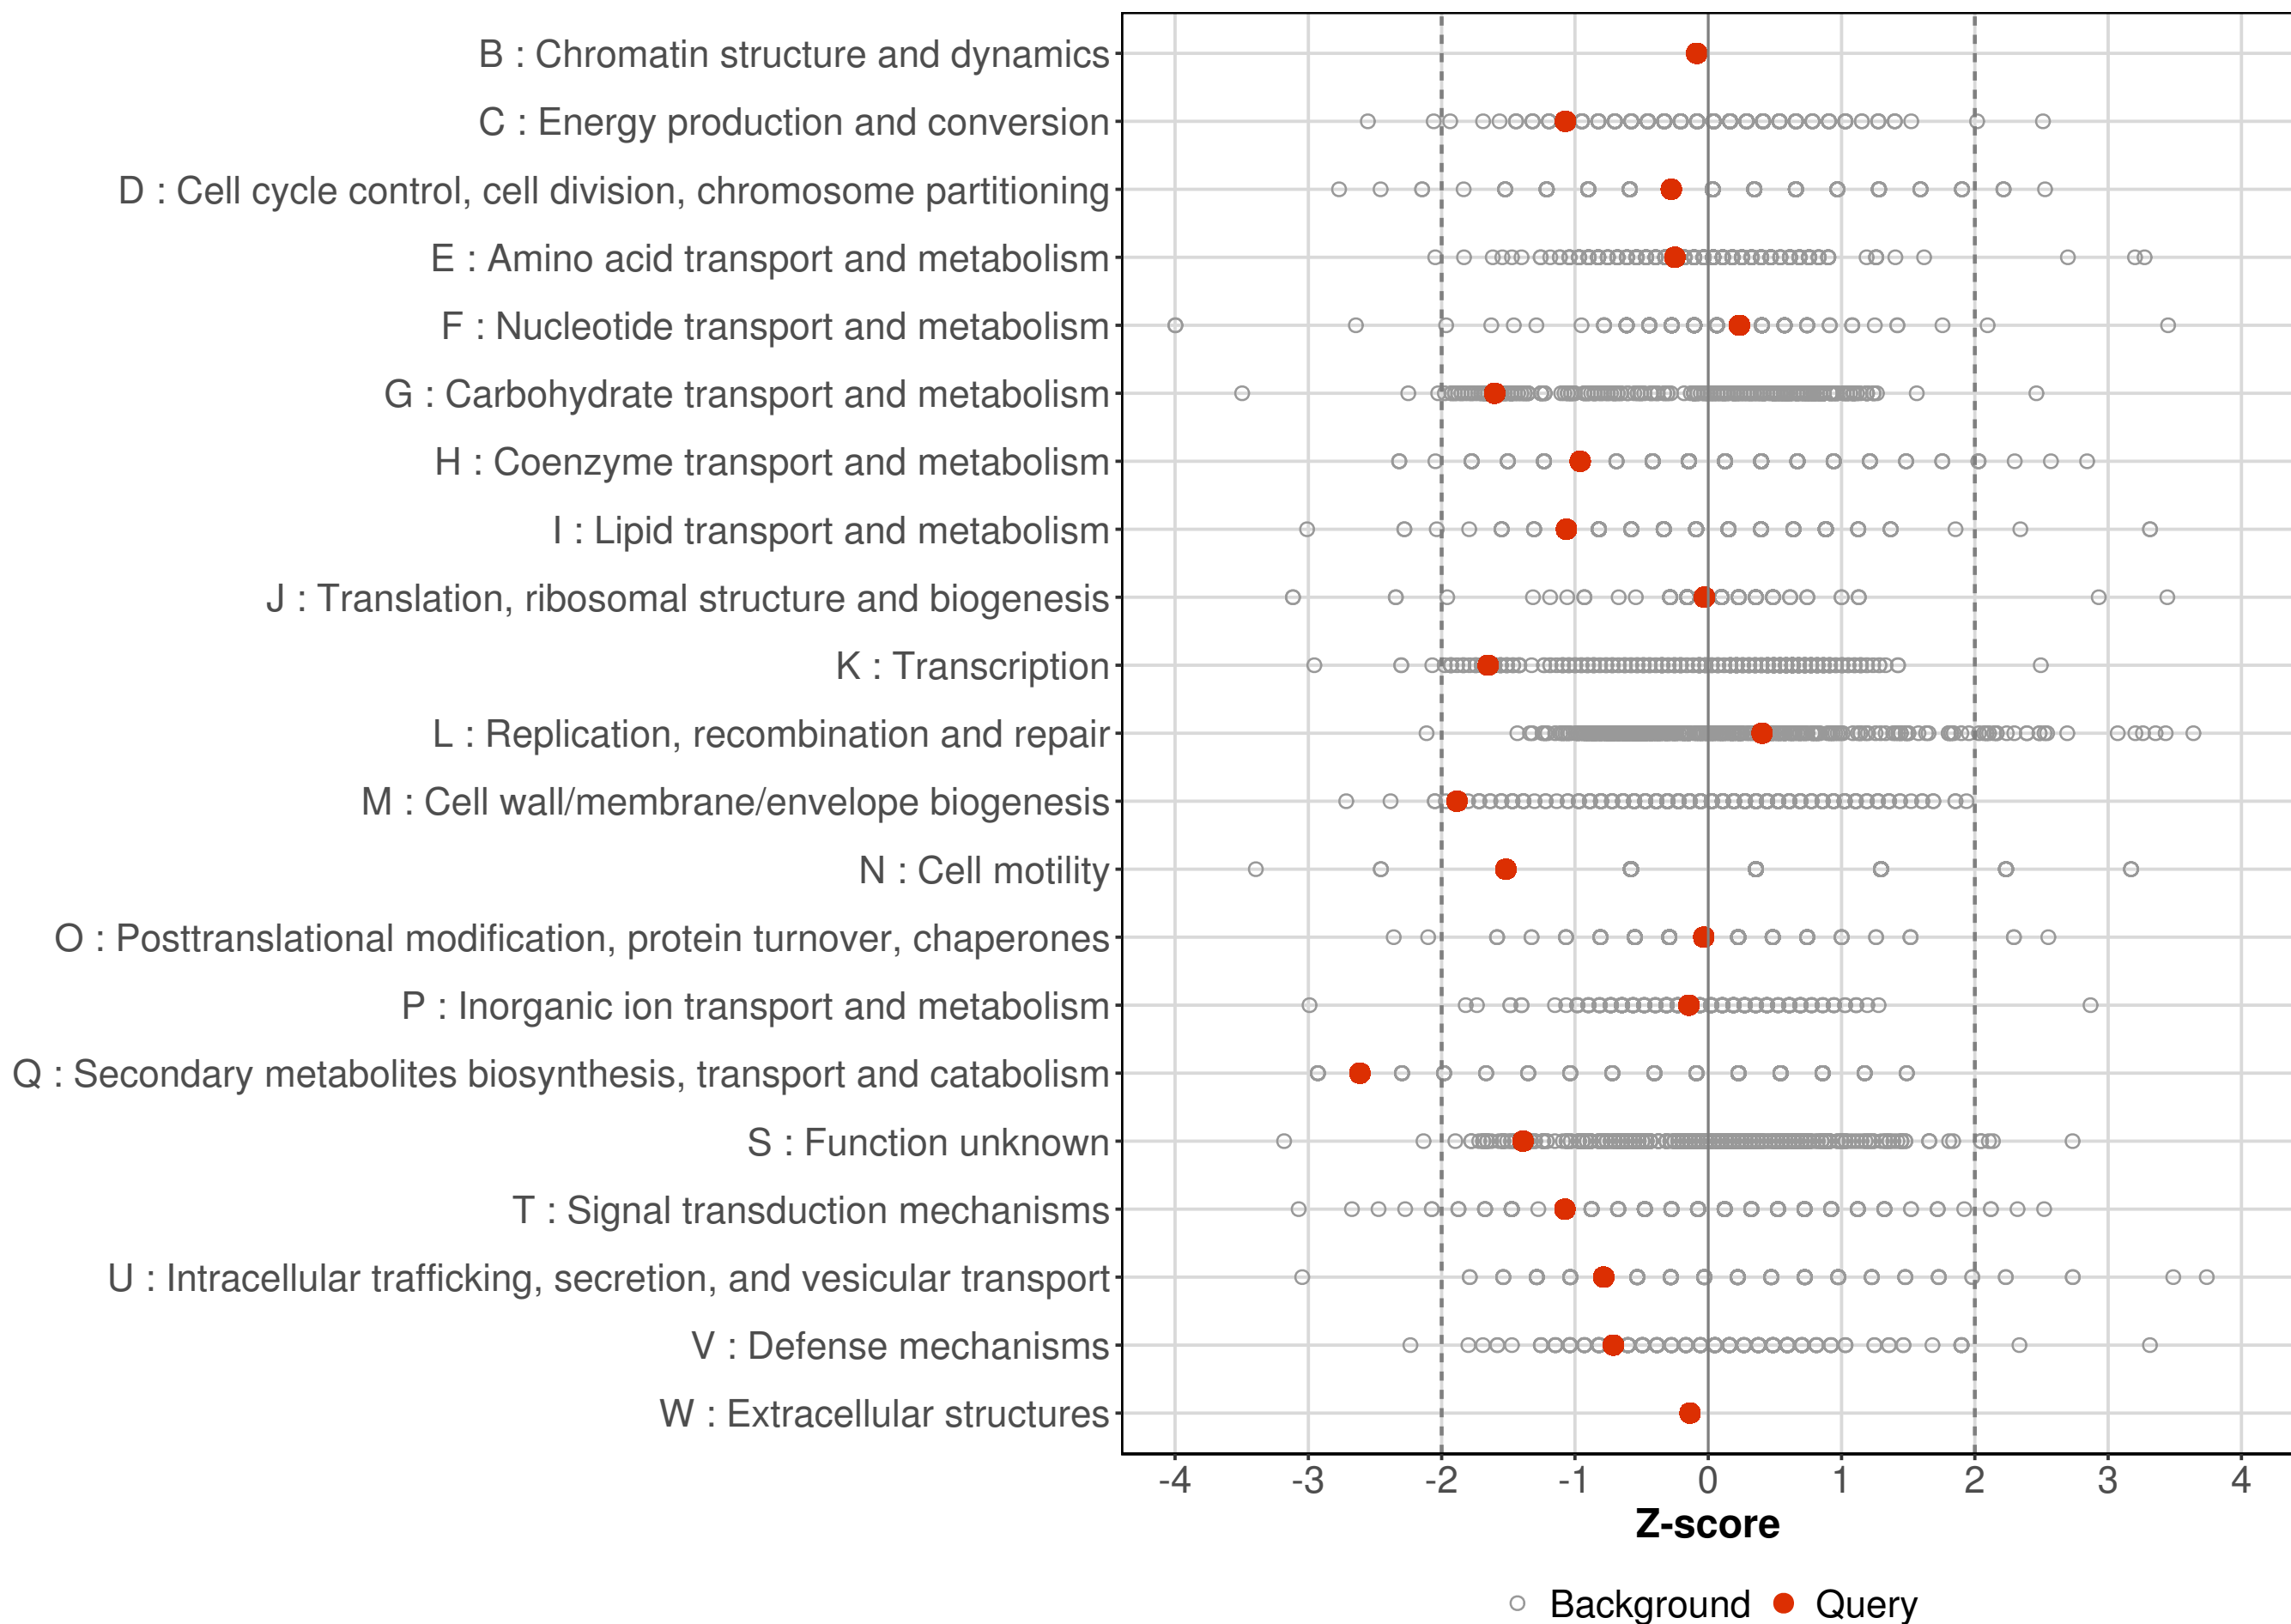 B : Chromatin structure and dynamics
C : Energy production and conversion
D : Cell cycle control, cell division, chromosome partitioning
E : Amino acid transport and metabolism
F : Nucleotide transport and metabolism
G : Carbohydrate transport and metabolism
H : Coenzyme transport and metabolism
I : Lipid transport and metabolism
J : Translation, ribosomal structure and biogenesis
K : Transcription
L : Replication, recombination and repair
M : Cell wall/membrane/envelope biogenesis
N : Cell motility
O : Posttranslational modification, protein turnover, chaperones
P : Inorganic ion transport and metabolism
Q : Secondary metabolites biosynthesis, transport and catabolism
S : Function unknown
T : Signal transduction mechanisms
U : Intracellular trafficking, secretion, and vesicular transport
V : Defense mechanisms
W : Extracellular structures
-4 -3 -2 -1 0 1 2 3 4
Z-score
Background Query